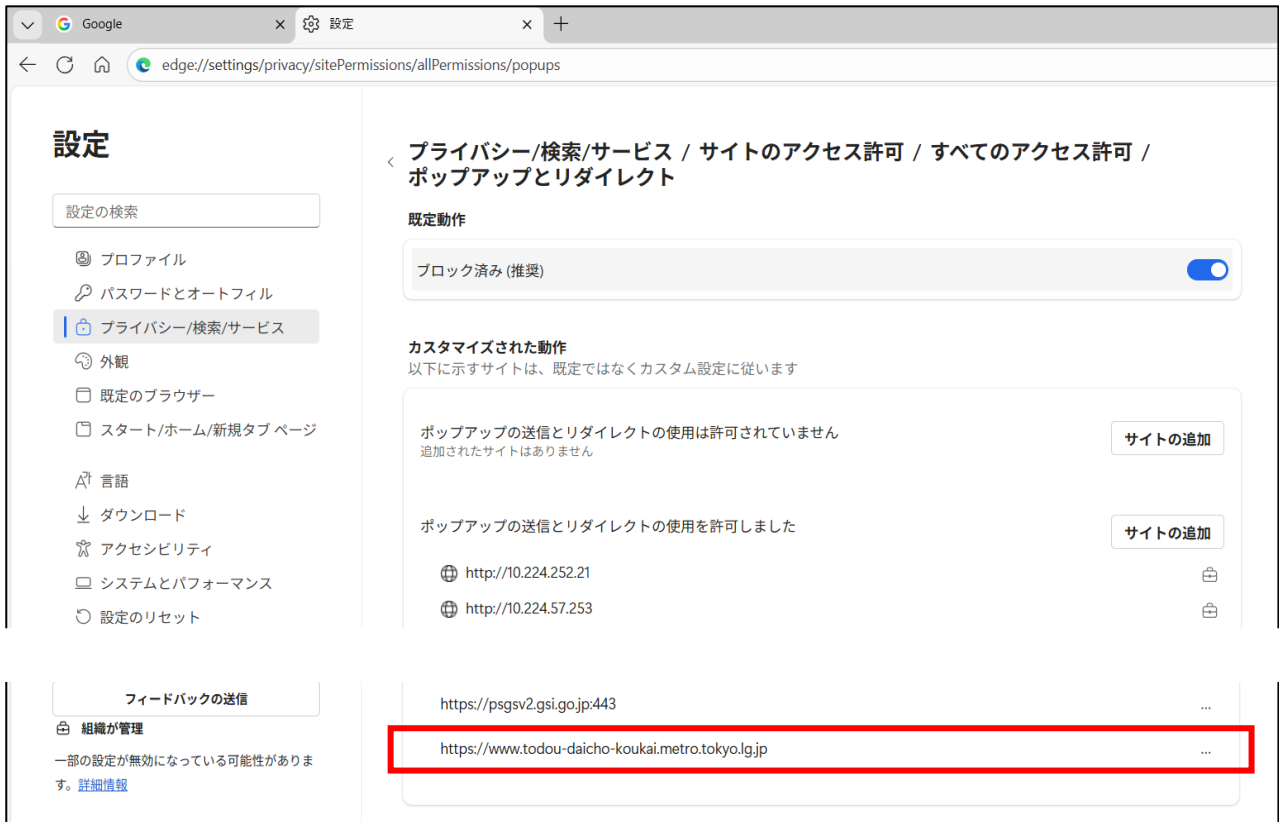 Google
設定
edge://settings/privacy/sitePermissions/allPermissions/popups
設定
設定の検索
プロファイル
パスワードとオートフィル
プライバシー/検索/サービス
外観
既定のブラウザー
スタート/ホーム/新規タブ ページ
言語
ダウンロード
アクセシビリティ
システムとパフォーマンス
設定のリセット
フィードバックの送信
組織が管理
一部の設定が無効になっている可能性がありま
す。詳細情報
プライバシー/検索/サービス / サイトのアクセス許可 / すべてのアクセス許可 /
ポップアップとリダイレクト
既定動作
ブロック済み (推奨)
カスタマイズされた動作
以下に示すサイトは、既定ではなくカスタム設定に従います
ポップアップの送信とリダイレクトの使用は許可されていません
追加されたサイトはありません
サイトの追加
ポップアップの送信とリダイレクトの使用を許可しました
サイトの追加
http://10.224.252.21
http://10.224.57.253
https://psgsv2.gsi.go.jp:443
https://www.todou-daicho-koukai.metro.tokyo.lg.jp